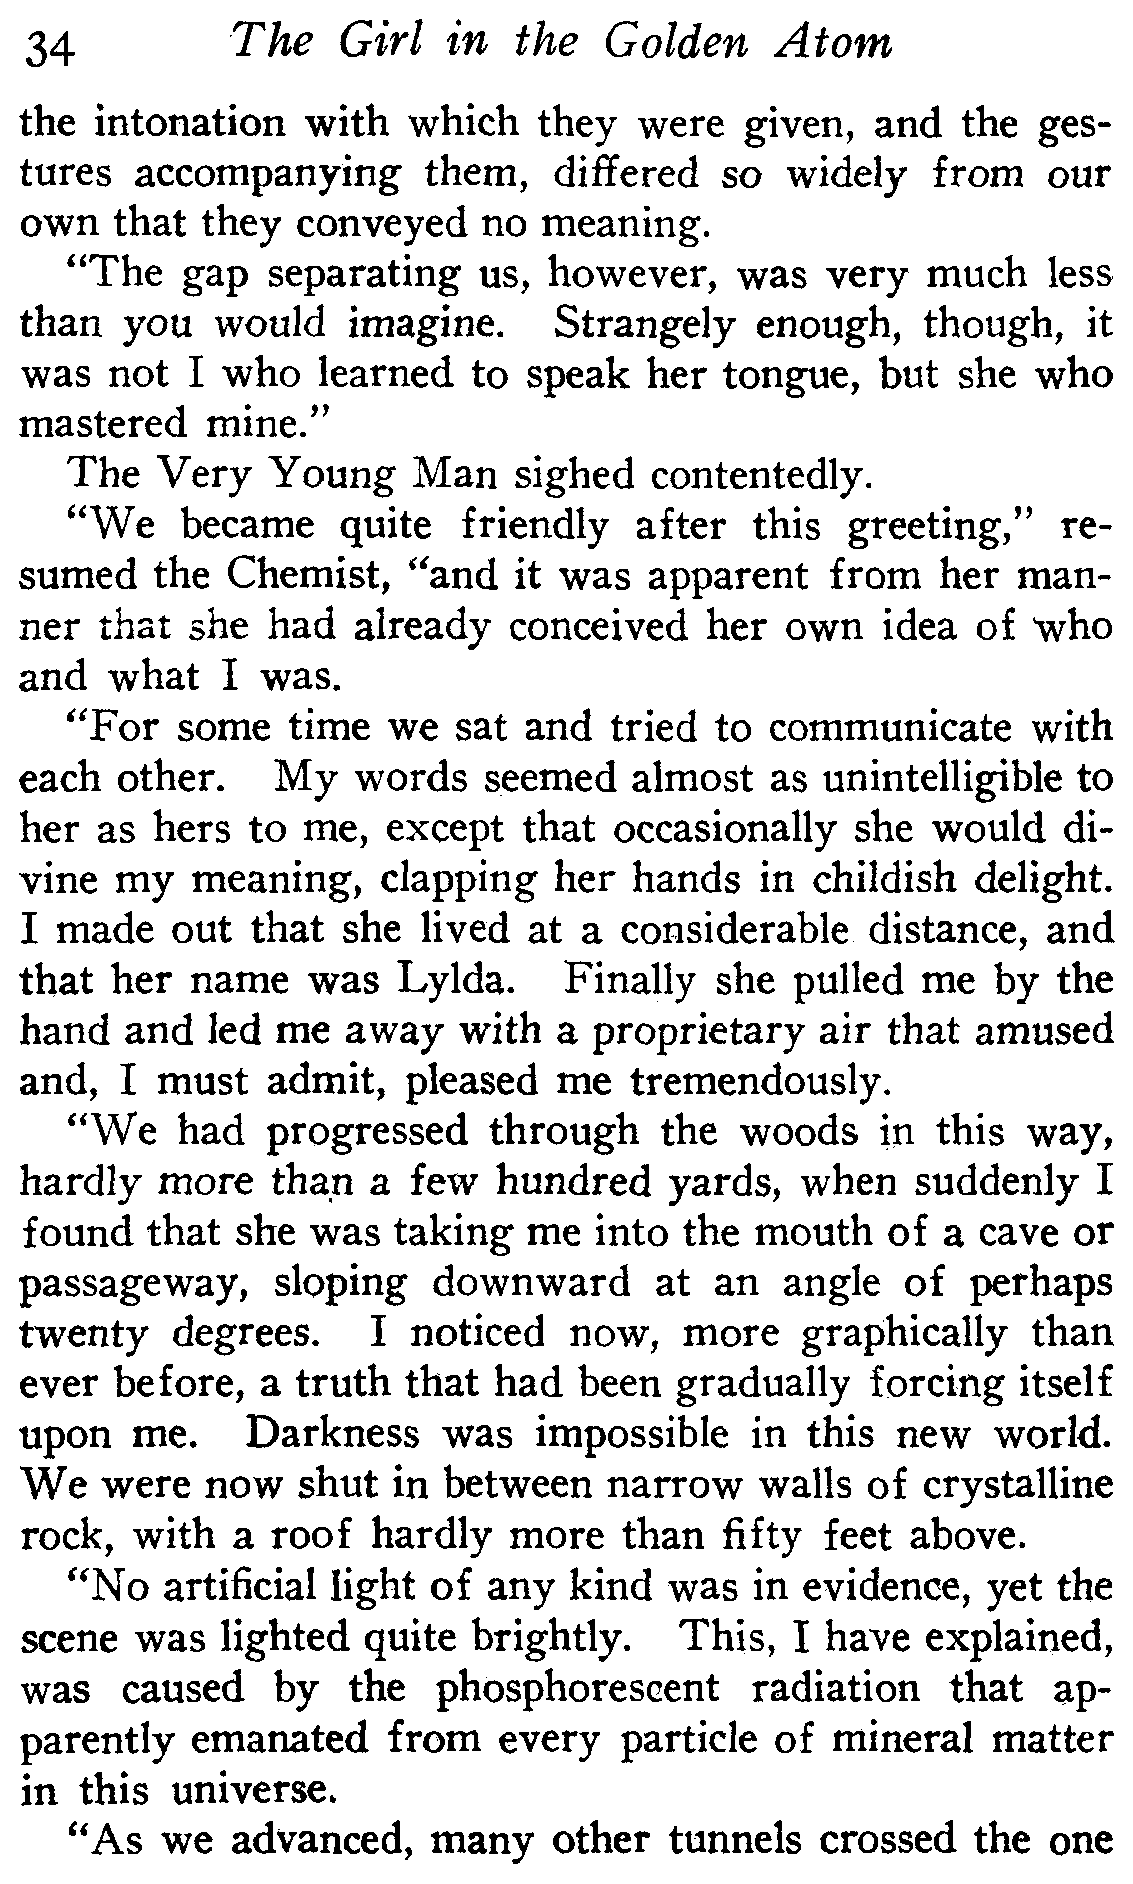 34 The Girl in the Golden Atom
the intonation with which they were given, and the ges-
tures accompanying them, differed so widely from our
own that they conveyed no meaning.
"The gap separating us, however, was very much less
than you would imagine. Strangely enough, though, it
was not I who learned to speak her tongue, but she who
mastered mine."
The Very Young Man sighed contentedly.
"We became quite friendly after this greeting," re-
sumed the Chemist, "and it was apparent from her man-
ner that she had already conceived her own idea of who
and what I was.
"For some time we sat and tried to communicate with
each other. My words seemed almost as unintelligible to
her as hers to me, except that occasionally she would di-
vine my meaning, clapping her hands in childish delight.
I made out that she lived at a considerable distance, and
that her name was Lylda. Finally she pulled me by the
hand and led me away with a proprietary air that amused
and, I must admit, pleased me tremendously.
"We had progressed through the woods in this way,
hardly more than a few hundred yards, when suddenly I
found that she was taking me into the mouth of a cave or
passageway, sloping downward at an angle of perhaps
twenty degrees. I noticed now, more graphically than
ever before, a truth that had been gradually forcing itself
upon me. Darkness was impossible in this new world.
We were now shut in between narrow walls of crystalline
rock, with a roof hardly more than fifty feet above.
"No artificial light of any kind was in evidence, yet the
scene was lighted quite brightly. This, I have explained,
was caused by the phosphorescent radiation that ap-
parently emanated from every particle of mineral matter
in this universe.
"As we advanced, many other tunnels crossed the one